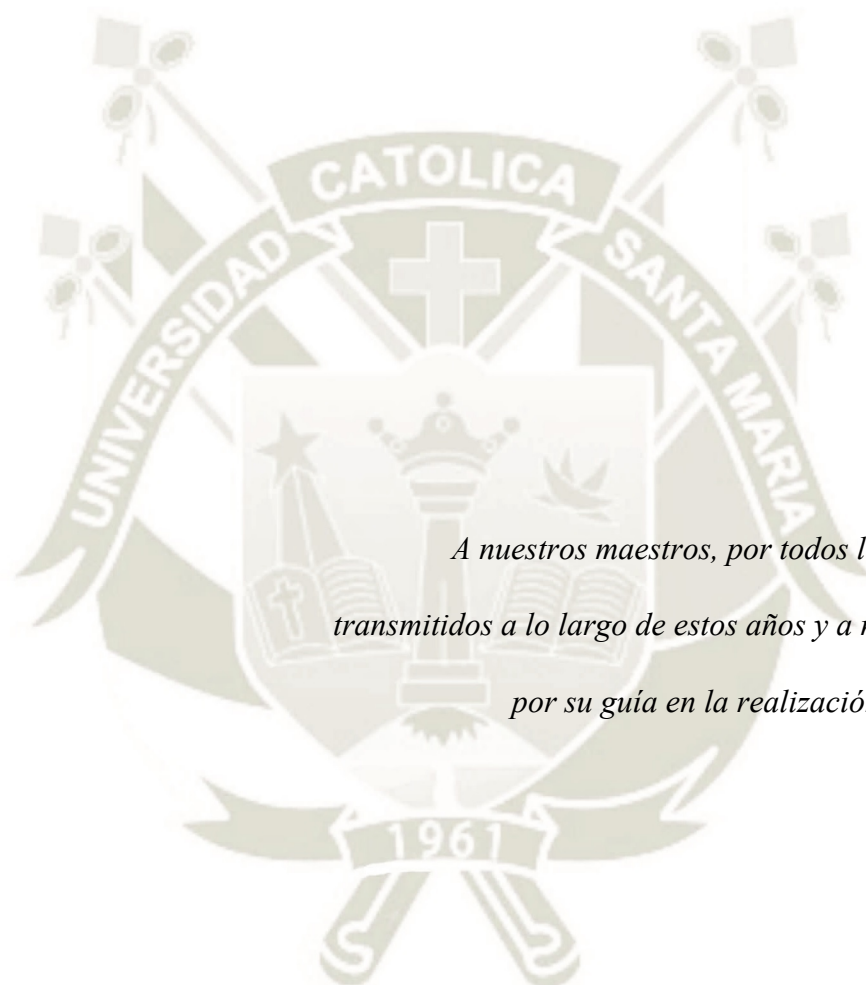 UNIVERSIDAD CATOLICA SANTA MARIA
A nuestros maestros, por todos
transmitidos a lo largo de estos años y a
por su guía en la
1961